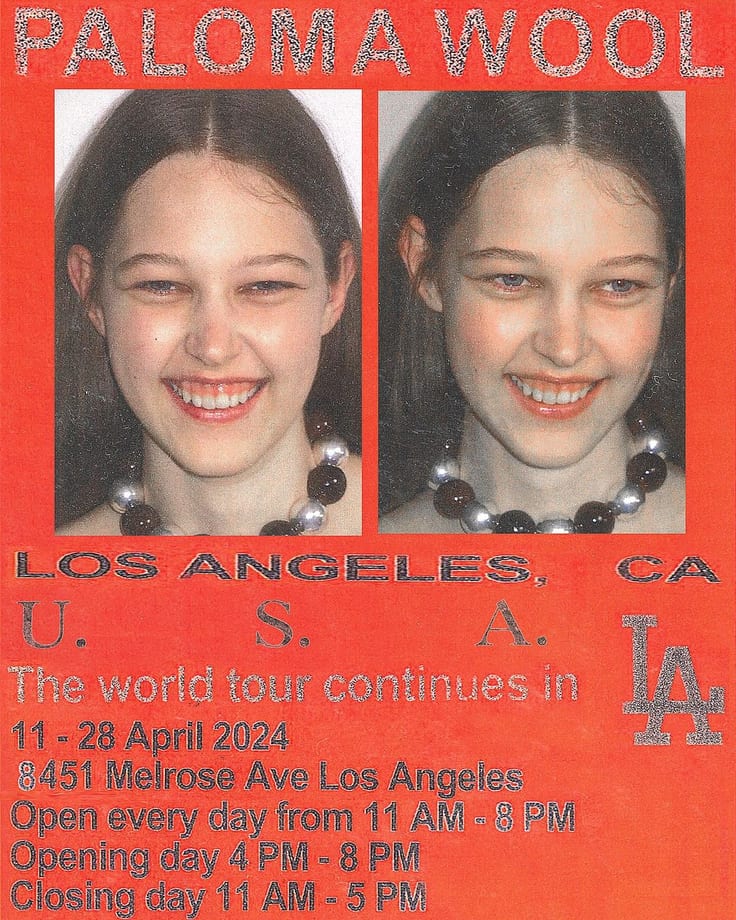 PALOMA WOOL
LOS ANGELES, CA
U. S. A.
LA
The world tour continues in
11 - 28 April 2024
8451 Melrose Ave Los Angeles
Open every day from 11 AM - 8 PM
Opening day 4 PM - 8 PM
Closing day 11 AM - 5 PM